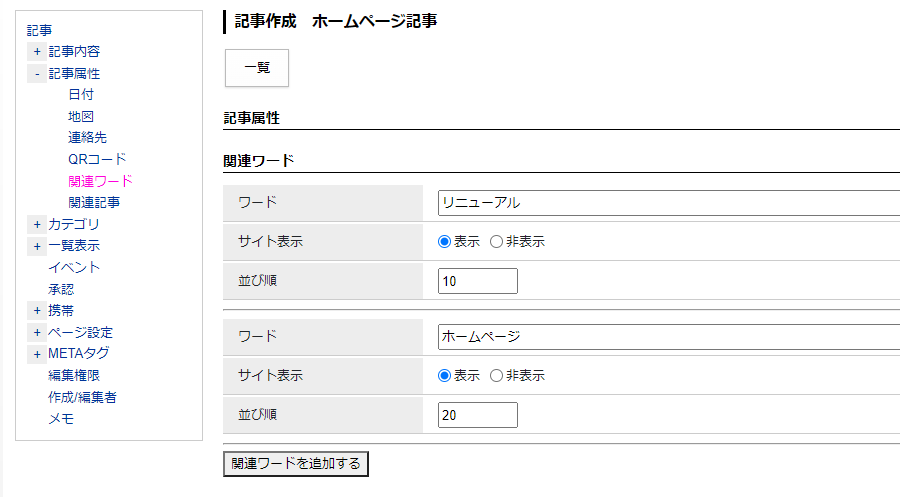 記事
+ 記事内容
- 記事属性
日付
地図
連絡先
QRコード
関連ワード
関連記事
+ カテゴリ
+ 一覧表示
イベント
承認
+ 携帯
+ ページ設定
+ METAタグ
編集権限
作成/編集者
メモ
記事作成　ホームページ記事
一覧
記事属性
関連ワード
ワード リニューアル
サイト表示 表示 非表示
並び順 10
ワード ホームページ
サイト表示 表示 非表示
並び順 20
関連ワードを追加する